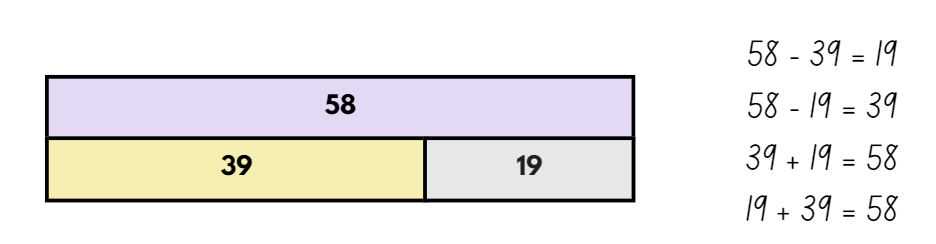 58
39 19
58 - 39 = 19
58 - 19 = 39
39 + 19 = 58
19 + 39 = 58